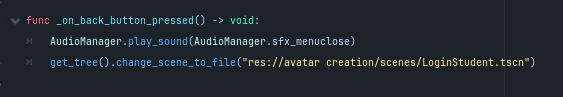 func _on_back_button_pressed() -> void:
AudioManager.play_sound(AudioManager.sfx_menuclose)
get_tree().change_scene_to_file("res://avatar creation/scenes/LoginStudent.tscn")